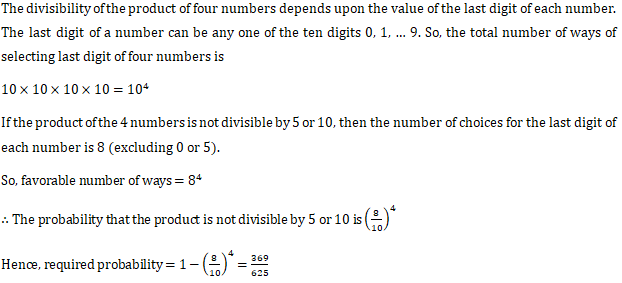 The divisibility of the product of four numbers depends upon the value of the last digit of each number.
The last digit of a number can be any one of the ten digits 0, 1, ... 9. So, the total number of ways of
selecting last digit of four numbers is
10 × 10 × 10 × 10 = 10⁴
If the product of the 4 numbers is not divisible by 5 or 10, then the number of choices for the last digit of
each number is 8 (excluding 0 or 5).
So, favorable number of ways = 8⁴
∴ The probability that the product is not divisible by 5 or 10 is (8/10)⁴
Hence, required probability = 1 − (8/10)⁴ = 369/625